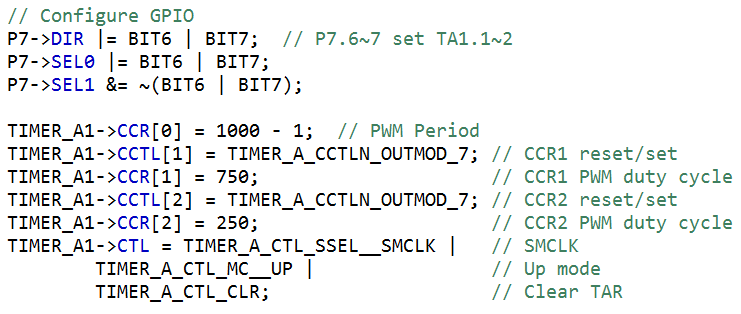 // Configure GPIO
P7->DIR |= BIT6 | BIT7;  // P7.6~7 set TA1.1~2
P7->SEL0 |= BIT6 | BIT7;
P7->SEL1 &= ~(BIT6 | BIT7);

TIMER_A1->CCR[0] = 1000 - 1;  // PWM Period
TIMER_A1->CCTL[1] = TIMER_A_CCTLN_OUTMOD_7; // CCR1 reset/set
TIMER_A1->CCR[1] = 750;                     // CCR1 PWM duty cycle
TIMER_A1->CCTL[2] = TIMER_A_CCTLN_OUTMOD_7; // CCR2 reset/set
TIMER_A1->CCR[2] = 250;                     // CCR2 PWM duty cycle
TIMER_A1->CTL = TIMER_A_CTL_SSEL__SMCLK |   // SMCLK
        TIMER_A_CTL_MC__UP |                // Up mode
        TIMER_A_CTL_CLR;                    // Clear TAR